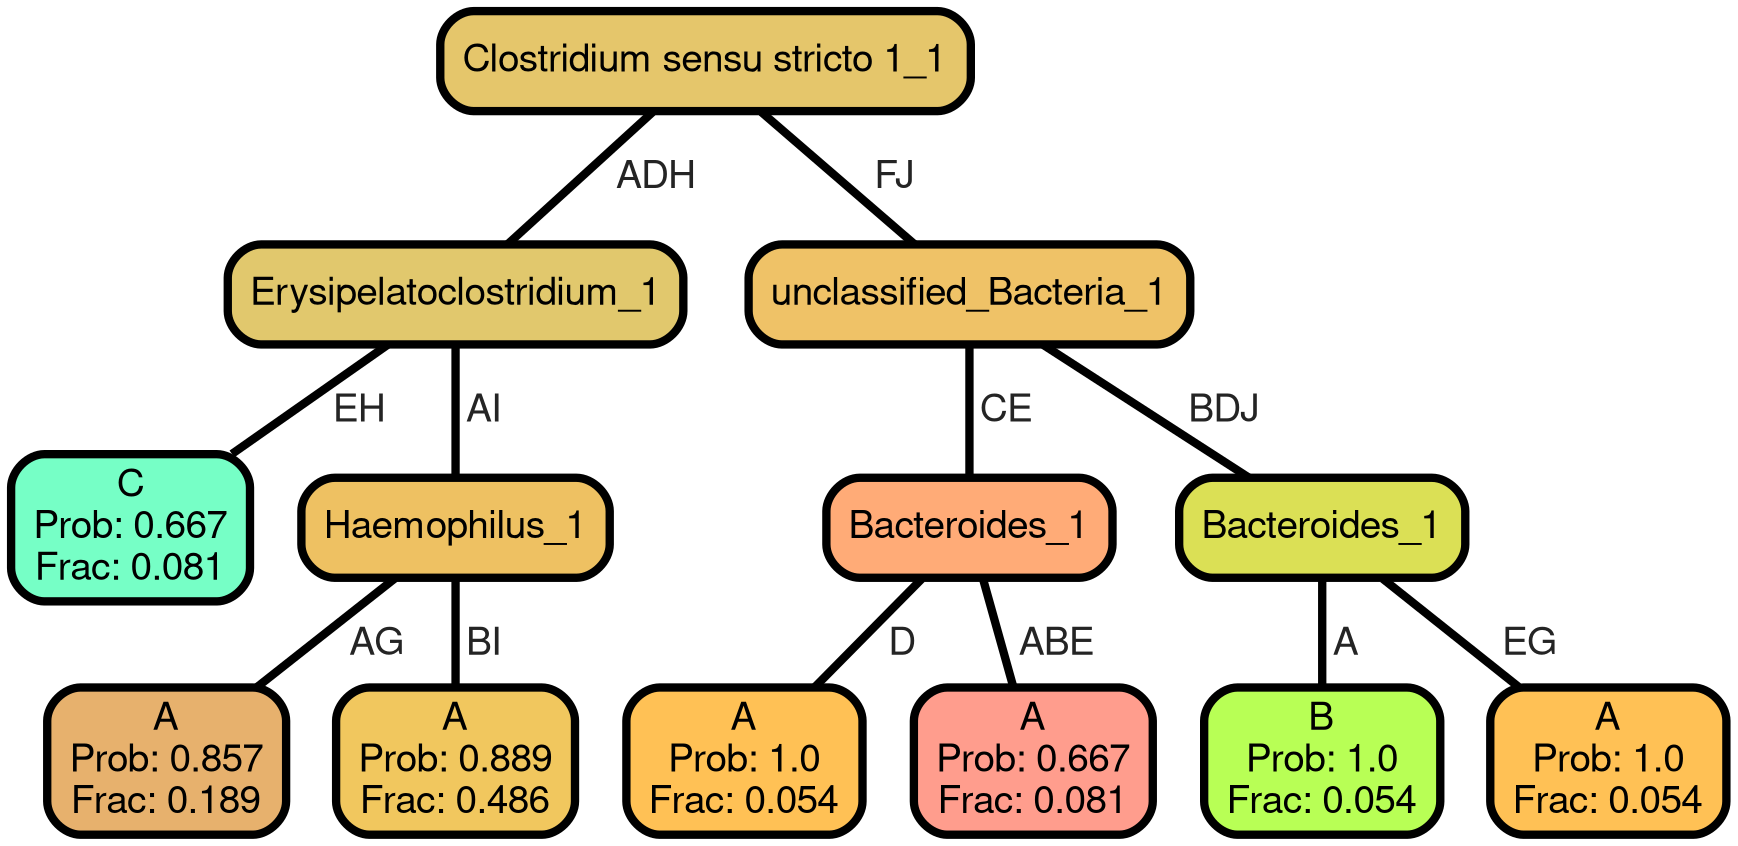 Clostridium sensu stricto 1_1
ADH
FJ
Erysipelatoclostridium_1
unclassified_Bacteria_1
EH
AI
CE
BDJ
C
Prob: 0.667
Frac: 0.081
Haemophilus_1
Bacteroides_1
Bacteroides_1
AG
BI
D
ABE
A
EG
A
Prob: 0.857
Frac: 0.189
A
Prob: 0.889
Frac: 0.486
A
Prob: 1.0
Frac: 0.054
A
Prob: 0.667
Frac: 0.081
B
Prob: 1.0
Frac: 0.054
A
Prob: 1.0
Frac: 0.054